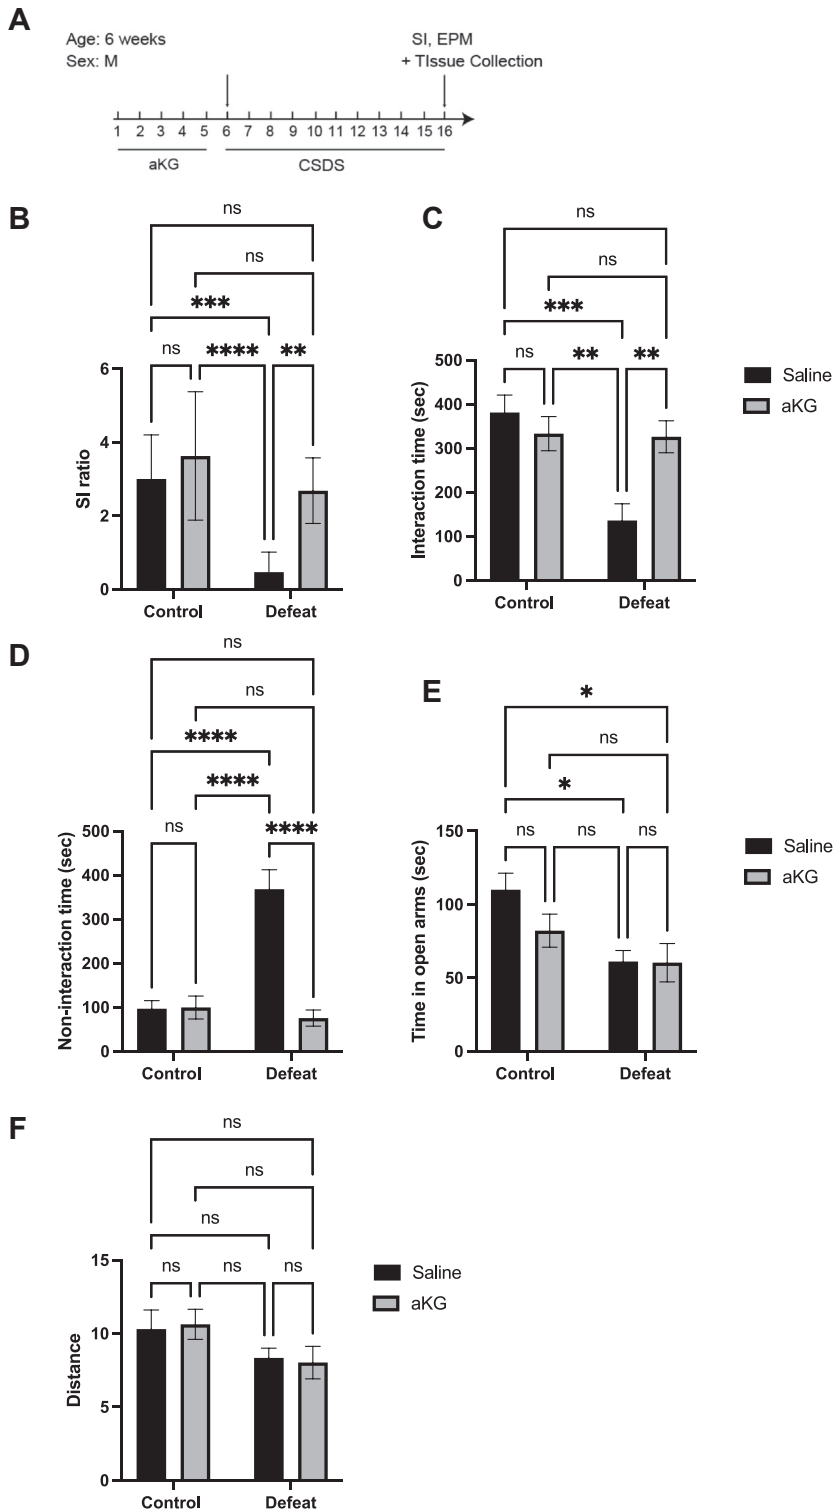 A
Age: 6 weeks
Sex: M
SI, EPM
+ TIssue Collection
1 2 3 4 5 6 7 8 9 10 11 12 13 14 15 16
aKG
CSDS
B
ns
ns
***
ns
****
**
6
4
2
0
SI ratio
Control
Defeat
C
ns
ns
***
ns
**
**
500
400
300
200
100
0
Interaction time (sec)
Control
Defeat
Saline
aKG
D
ns
ns
****
****
ns
****
500
400
300
200
100
0
Non-interaction time (sec)
Control
Defeat
E
*
ns
*
ns
ns
ns
150
100
50
0
Time in open arms (sec)
Control
Defeat
Saline
aKG
F
ns
ns
ns
ns
ns
ns
15
10
5
0
Distance
Control
Defeat
Saline
aKG